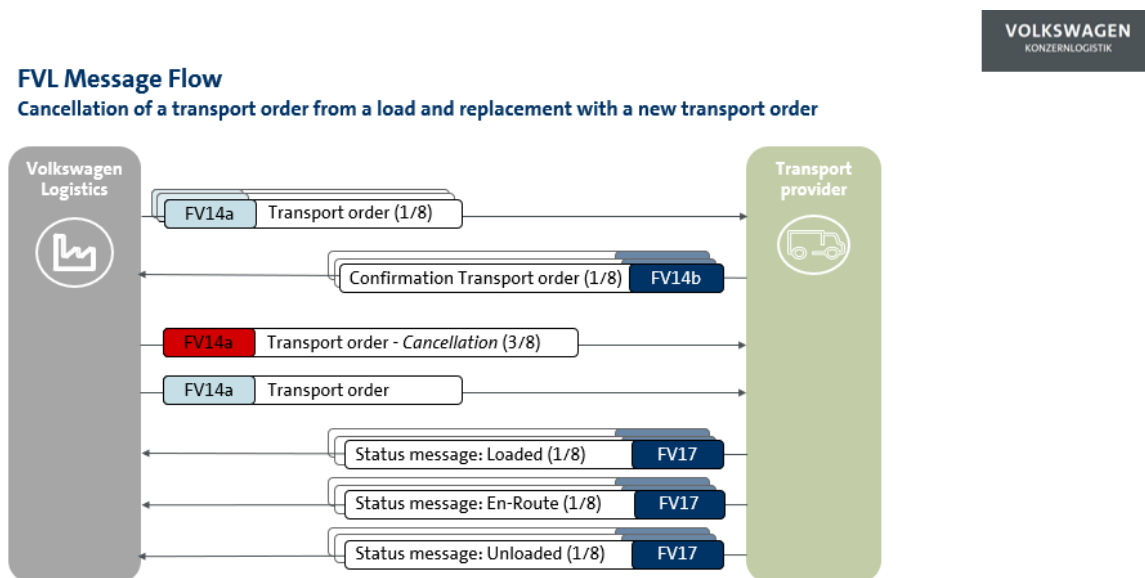 VOLKSWAGEN
KONZERNLOGISTIK
FVL Message Flow
Cancellation of a transport order from a load and replacement with a new transport order
Volkswagen
Logistics
Transport
provider
FV14a Transport order (1/8)
Confirmation Transport order (1/8) FV14b
FV14a Transport order - Cancellation (3/8)
FV14a Transport order
Status message: Loaded (1/8) FV17
Status message: En-Route (1/8) FV17
Status message: Unloaded (1/8) FV17